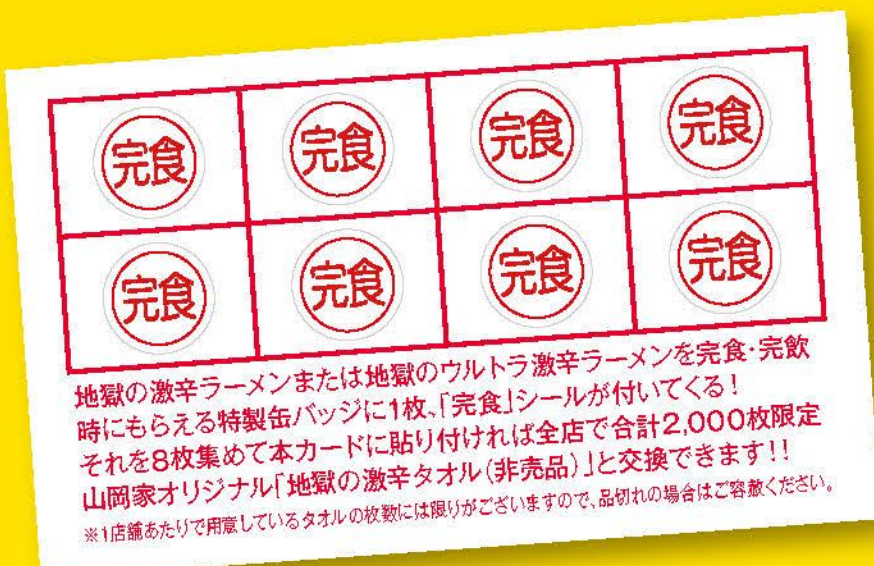 完食 完食 完食 完食
完食 完食 完食 完食
地獄の激辛ラーメンまたは地獄のウルトラ激辛ラーメンを完食・完飲
時にもらえる特製缶バッジに1枚、「完食」シールが付いてくる!
それを8枚集めて本カードに貼り付ければ全店で合計2,000枚限定
山岡家オリジナル「地獄の激辛タオル(非売品)」と交換できます!!
※1店舗あたりで用意しているタオルの枚数には限りがございますので、品切れの場合はご容赦ください。